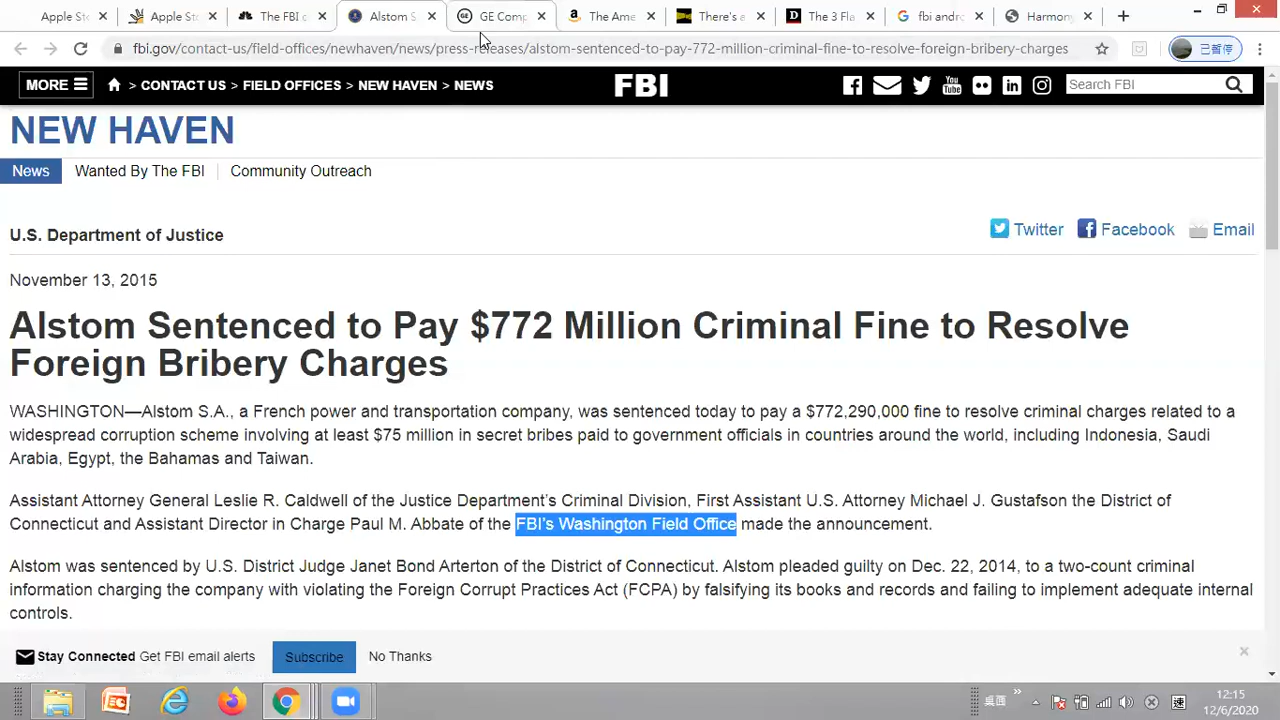 Apple St
Apple Sto
The FBI c
Alstom S
GE Comp
The Ame
There's a
The 3 Fla
fbi andro
Harmony
fbi.gov/contact-us/field-offices/newhaven/news/press-releases/alstom-sentenced-to-pay-772-million-criminal-fine-to-resolve-foreign-bribery-charges
已暫停
MORE
> CONTACT US > FIELD OFFICES > NEW HAVEN > NEWS
FBI
Search FBI
NEW HAVEN
News
Wanted By The FBI
Community Outreach
U.S. Department of Justice
Twitter
Facebook
Email
November 13, 2015
Alstom Sentenced to Pay $772 Million Criminal Fine to Resolve
Foreign Bribery Charges
WASHINGTON—Alstom S.A., a French power and transportation company, was sentenced today to pay a $772,290,000 fine to resolve criminal charges related to a
widespread corruption scheme involving at least $75 million in secret bribes paid to government officials in countries around the world, including Indonesia, Saudi
Arabia, Egypt, the Bahamas and Taiwan.
Assistant Attorney General Leslie R. Caldwell of the Justice Department's Criminal Division, First Assistant U.S. Attorney Michael J. Gustafson the District of
Connecticut and Assistant Director in Charge Paul M. Abbate of the FBI's Washington Field Office made the announcement.
Alstom was sentenced by U.S. District Judge Janet Bond Arterton of the District of Connecticut. Alstom pleaded guilty on Dec. 22, 2014, to a two-count criminal
information charging the company with violating the Foreign Corrupt Practices Act (FCPA) by falsifying its books and records and failing to implement adequate internal
controls.
Stay Connected Get FBI email alerts
Subscribe
No Thanks
桌面
12:15
12/6/2020